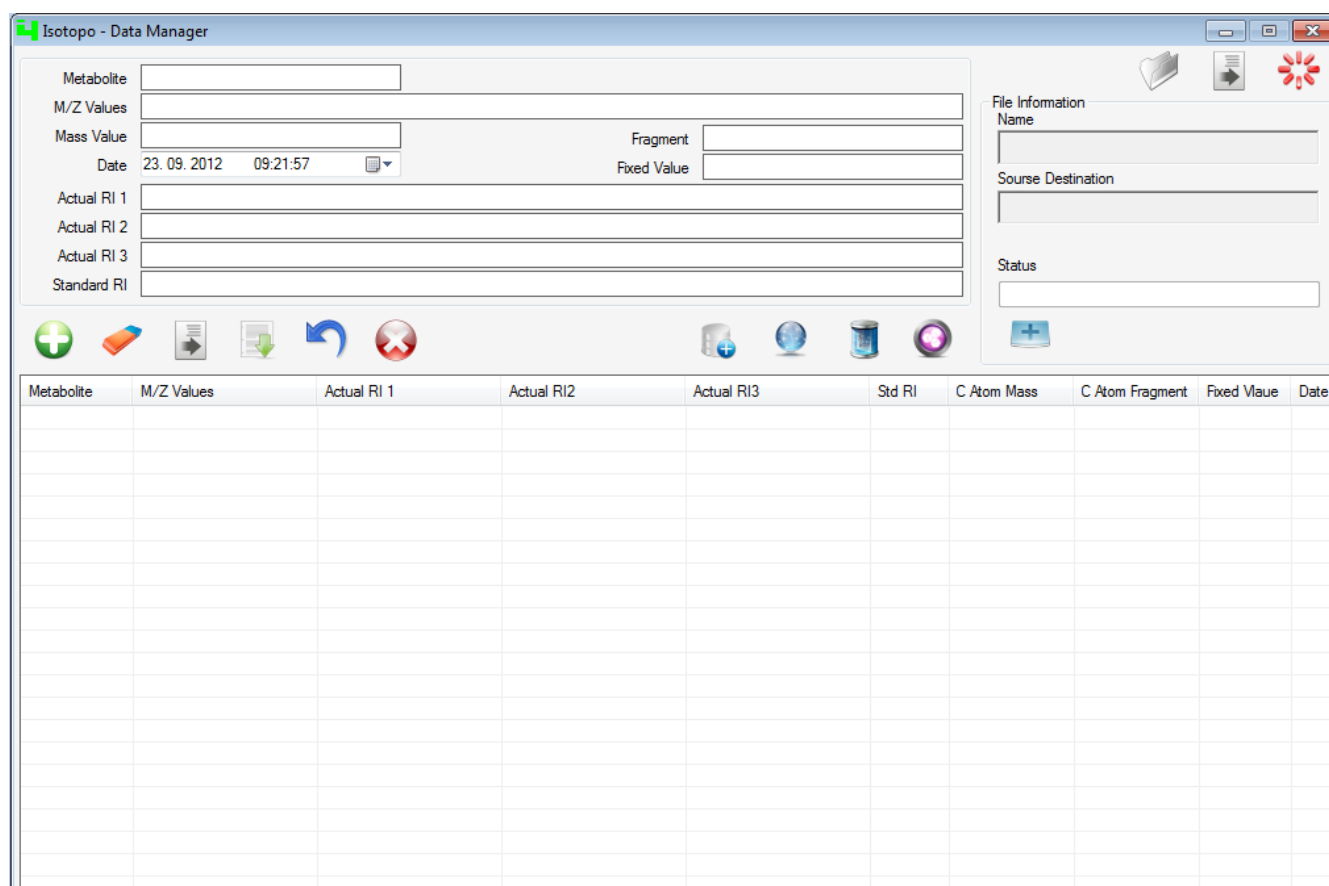 Isotopo - Data Manager
Metabolite
M/Z Values
Mass Value
Fragment
Date 23. 09. 2012 09:21:57
Fixed Value
Actual RI 1
Actual RI 2
Actual RI 3
Standard RI
File Information
Name
Sourse Destination
Status
Metabolite M/Z Values Actual RI 1 Actual RI2 Actual RI3 Std RI C Atom Mass C Atom Fragment Fixed Vlaue Date